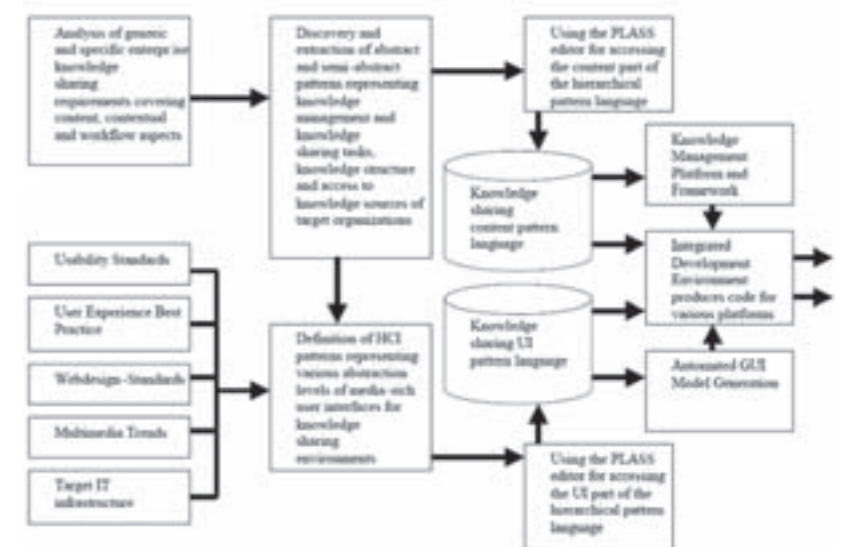 Analysis of generic
and specific enterprise
knowledge
sharing
requirements covering
content, contextual
and workflow aspects
Discovery and
extraction of abstract
and semi-abstract
patterns representing
knowledge
management and
knowledge
sharing tasks,
knowledge structure
and access to
knowledge sources of
target organizations
Using the PLASS
editor for accessing
the content part of
the hierarchical
pattern language
Knowledge
sharing
content pattern
language
Knowledge
Management
Platform and
Framework
Integrated
Development
Environment
produces code for
various platforms
Usability Standards
User Experience Best
Practice
Webdesign-Standards
Multimedia Trends
Target IT
infrastructure
Definition of HCI
patterns representing
various abstraction
levels of media-rich
user interfaces for
knowledge
sharing
environments
Knowledge
sharing UI
pattern language
Automated GUI
Model Generation
Using the PLASS
editor for accessing
the UI part of the
hierarchical pattern
language